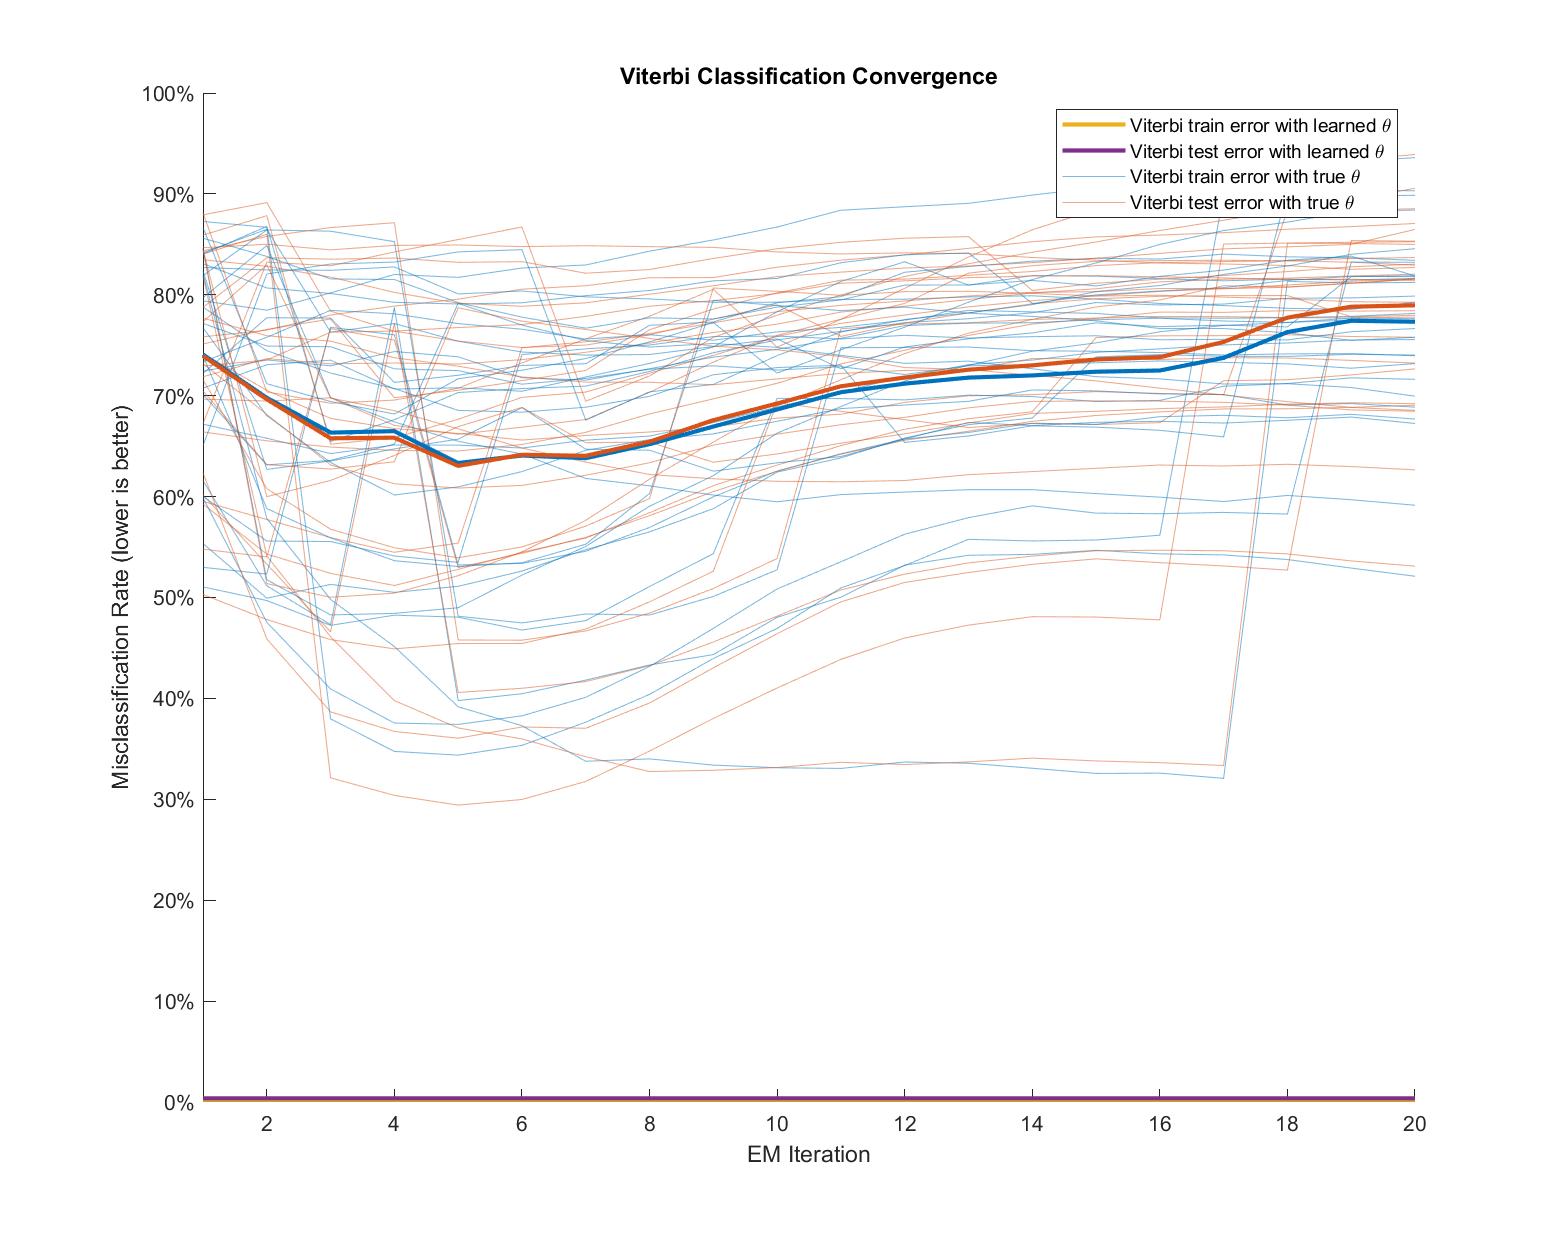 Viterbi Classification Convergence
Viterbi train error with learned θ
Viterbi test error with learned θ
Viterbi train error with true θ
Viterbi test error with true θ
Misclassification Rate (lower is better)
100%
90%
80%
70%
60%
50%
40%
30%
20%
10%
0%
2 4 6 8 10 12 14 16 18 20
EM Iteration